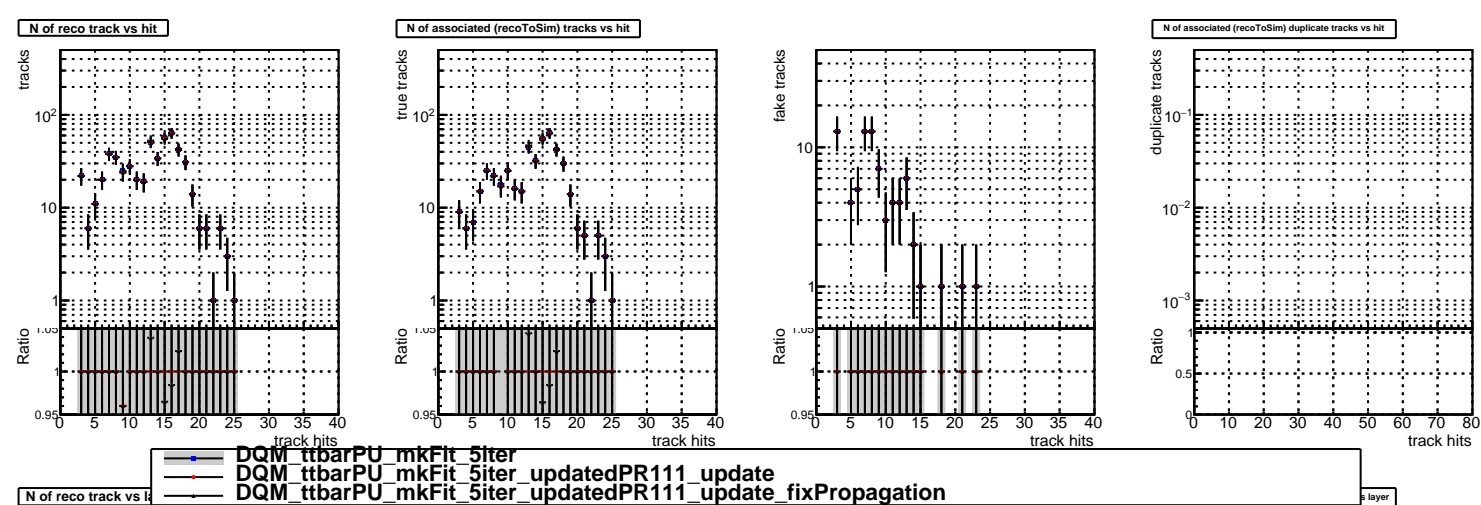 N of reco track vs hit
N of associated (recoToSim) tracks vs hit
N of associated (recoToSim) duplicate tracks vs hit
tracks
10²
10
1
Ratio
1.05
1
0.95
0 5 10 15 20 25 30 35 40
track hits
true tracks
10²
10
1
Ratio
1.05
1
0.95
0 5 10 15 20 25 30 35 40
track hits
fake tracks
10
1
Ratio
1.05
1
0.95
0 5 10 15 20 25 30 35 40
track hits
duplicate tracks
10⁻¹
10⁻²
10⁻³
Ratio
1
0.5
0
0 10 20 30 40 50 60 70 80
track hits
DQM_ttbarPU_mkFit_5iter
DQM_ttbarPU_mkFit_5iter_updatedPR111_update
DQM_ttbarPU_mkFit_5iter_updatedPR111_update_fixPropagation
N of reco track vs la
s layer